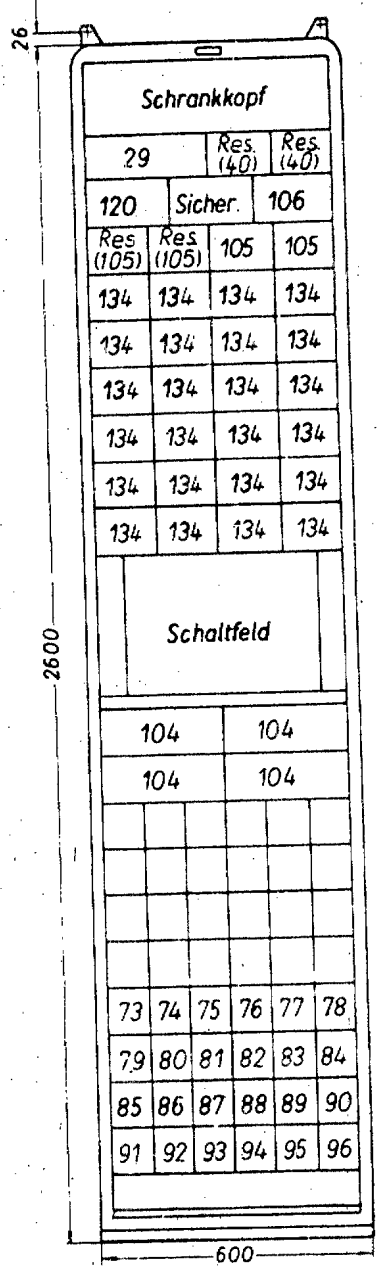 26
Schrankkopf
29 Res. (40) Res. (40)
120 Sicher. 106
Res (105) Res (105) 105 105
134 134 134 134
134 134 134 134
134 134 134 134
134 134 134 134
134 134 134 134
134 134 134 134
Schaltfeld
2600
104 104
104 104
73 74 75 76 77 78
79 80 81 82 83 84
85 86 87 88 89 90
91 92 93 94 95 96
600